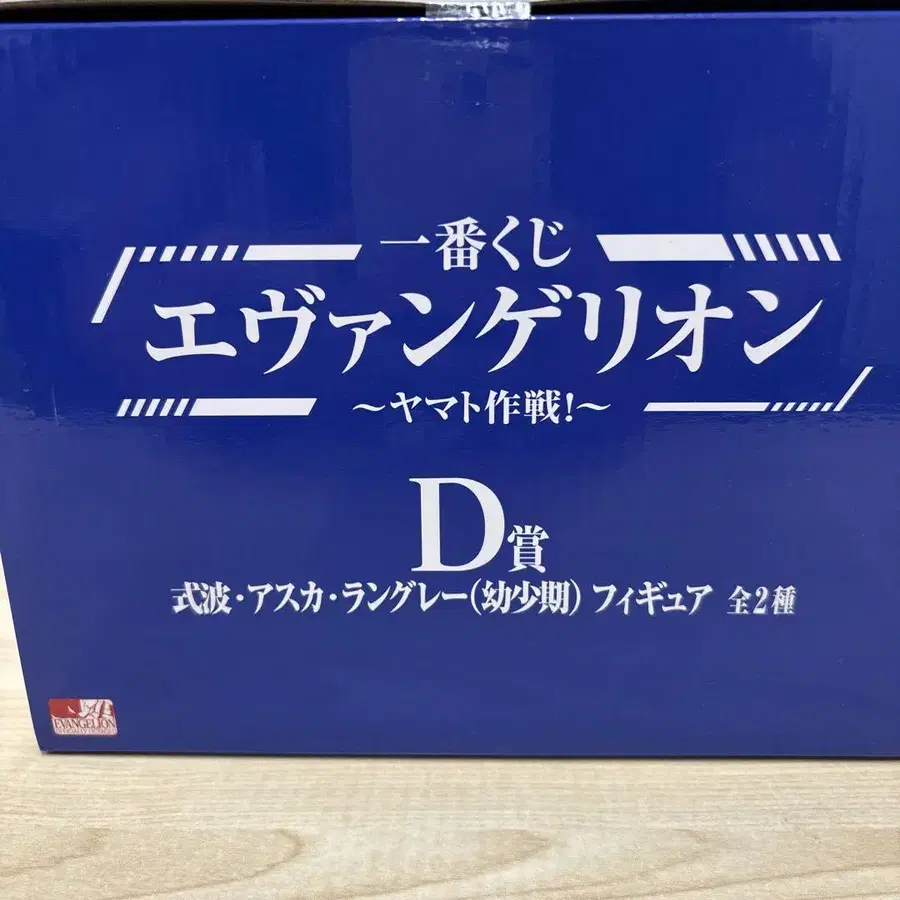 一番くじ
エヴァンゲリオン
～ヤマト作戦！～
D賞
式波・アスカ・ラングレー（幼少期）フィギュア 全2種
EVANGELION